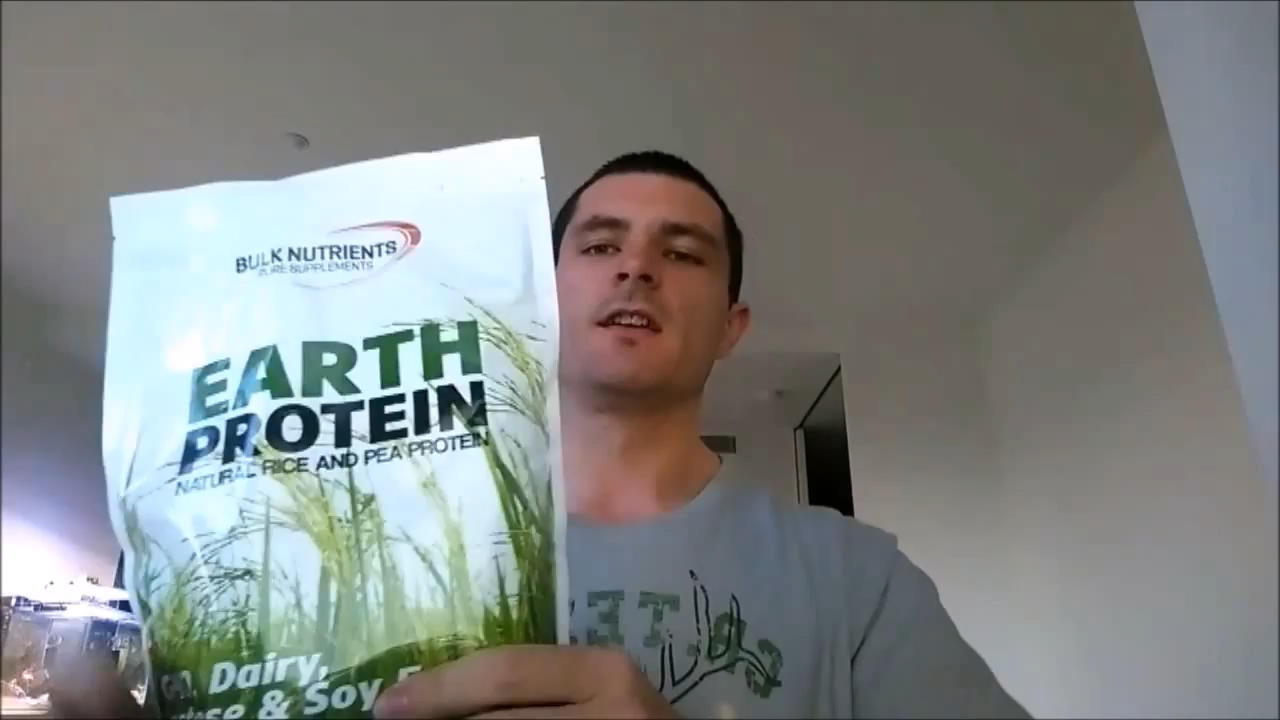 BULK NUTRIENTS
PURE SUPPLEMENTS
EARTH
PROTEIN
NATURAL RICE AND PEA PROTEIN
Dairy,
& Soy